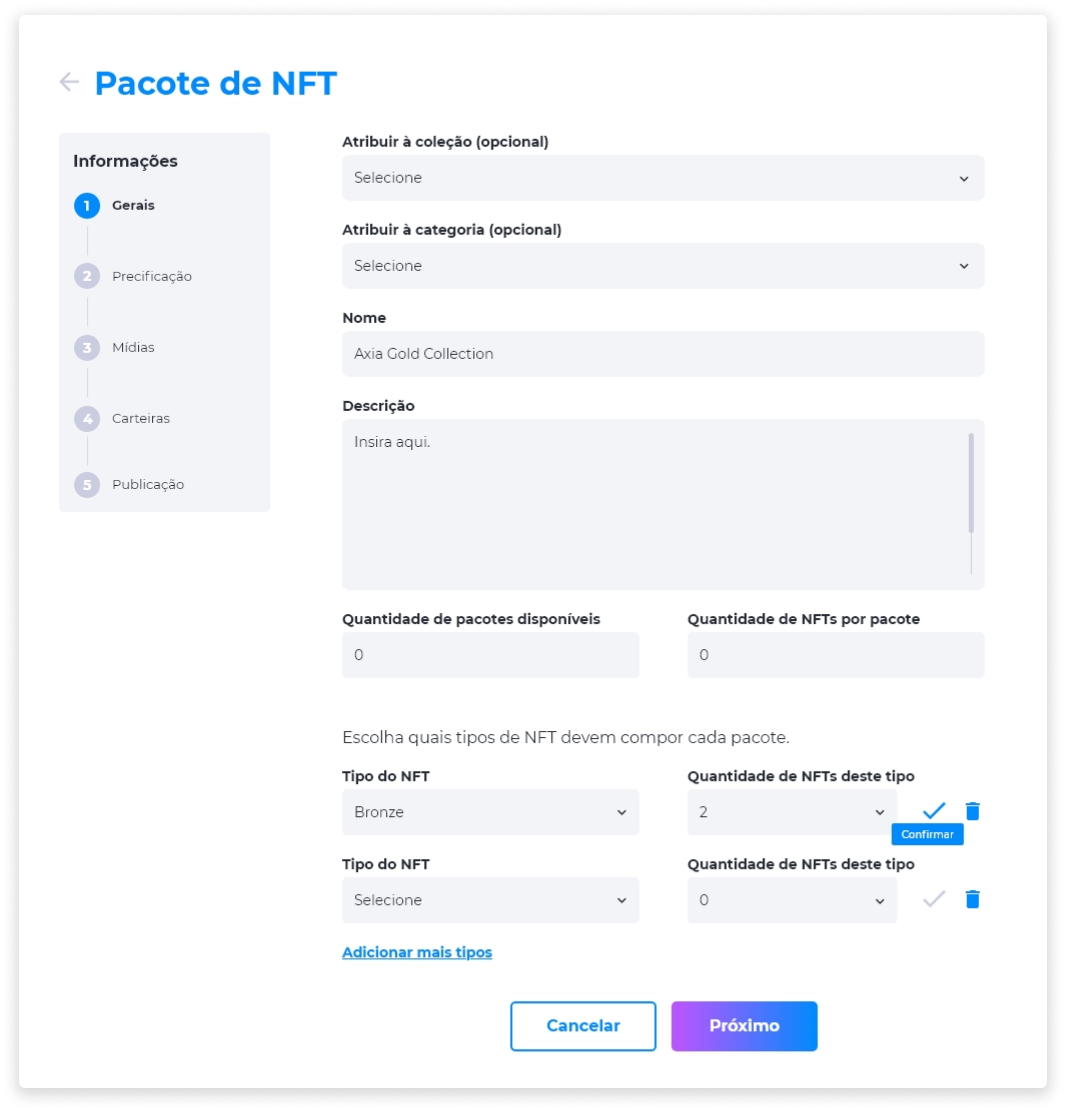 Pacote de NFT
Informações
1 Gerais
2 Precificação
3 Mídias
4 Carteiras
5 Publicação
Atribuir à coleção (opcional)
Selecione
Atribuir à categoria (opcional)
Selecione
Nome
Axia Gold Collection
Descrição
Insira aqui.
Quantidade de pacotes disponíveis
0
Quantidade de NFTs por pacote
0
Escolha quais tipos de NFT devem compor cada pacote.
Tipo do NFT
Bronze
Quantidade de NFTs deste tipo
2
Confirmar
Tipo do NFT
Selecione
Quantidade de NFTs deste tipo
0
Adicionar mais tipos
Cancelar
Próximo